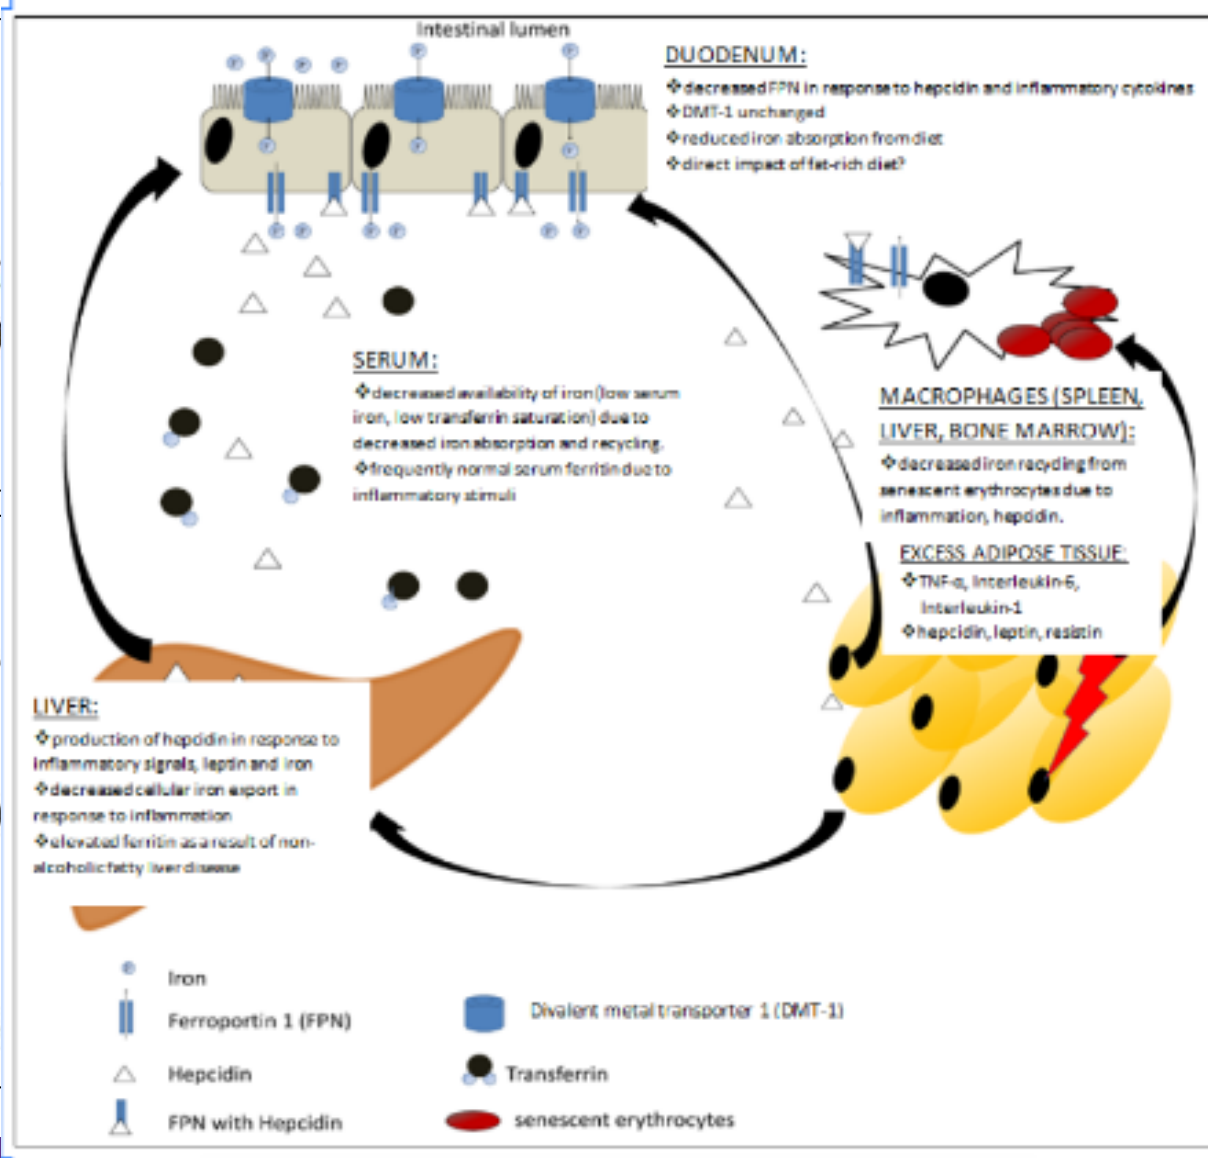 Intestinal lumen
DUODENUM:
❖decreased FPN in response to hepcidin and inflammatory cytokines
❖DMT-1 unchanged
❖reduced iron absorption from diet
❖direct impact of fat-rich diet?
SERUM:
❖decreased availability of iron (low serum
iron, low transferrin saturation) due to
decreased iron absorption and recycling.
❖frequently normal serum ferritin due to
inflammatory stimuli
MACROPHAGES (SPLEEN,
LIVER, BONE MARROW):
❖decreased iron recycling from
senescent erythrocytes due to
inflammation, hepcidin.
EXCESS ADIPOSE TISSUE:
❖TNF-α, Interleukin-6,
Interleukin-1
❖hepcidin, leptin, resistin
LIVER:
❖production of hepcidin in response to
inflammatory signals, leptin and iron
❖decreased cellular iron export in
response to inflammation
❖elevated ferritin as a result of non-
alcoholic fatty liver disease
Iron
Ferroportin 1 (FPN)
Hepcidin
FPN with Hepcidin
Divalent metal transporter 1 (DMT-1)
Transferrin
senescent erythrocytes